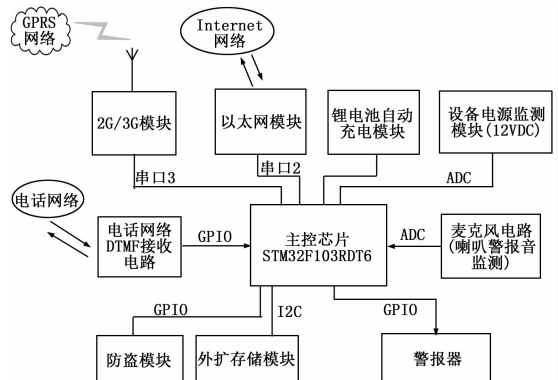 GPRS
网络
Internet
网络
2G/3G模块
以太网模块
锂电池自动
充电模块
设备电源监测
模块(12VDC)
串口3
串口2
ADC
电话网络
电话网络
DTMF接收
电路
GPIO
主控芯片
STM32F103RDT6
ADC
麦克风电路
(喇叭警报音
监测)
GPIO
I2C
GPIO
防盗模块
外扩存储模块
警报器